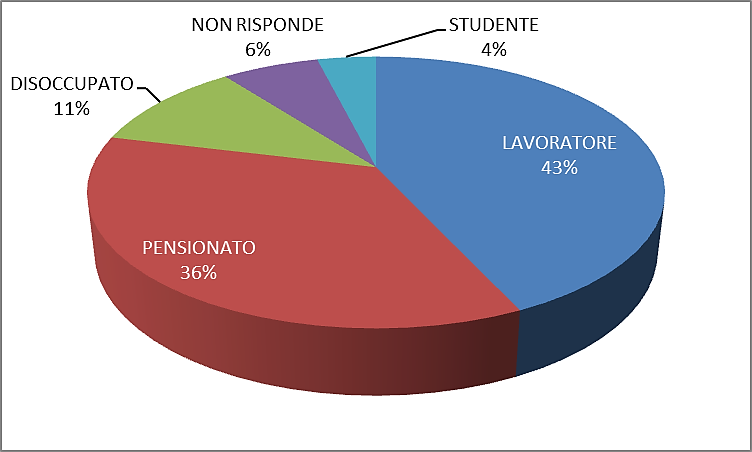 NON RISPONDE
6%
STUDENTE
4%
DISOCCUPATO
11%
LAVORATORE
43%
PENSIONATO
36%